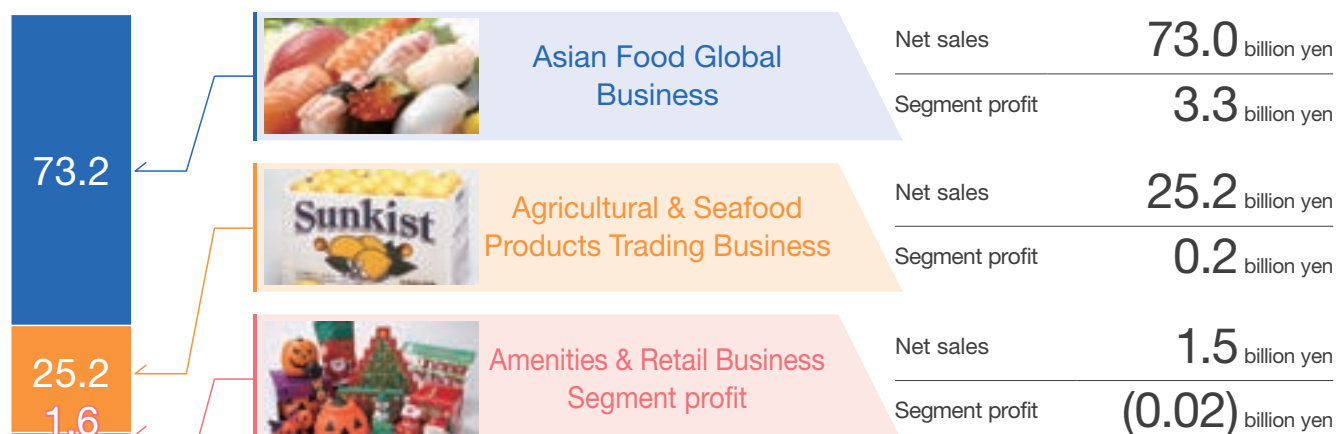 73.2
25.2
1.6
Asian Food Global
Business
Net sales 73.0 billion yen
Segment profit 3.3 billion yen
Sunkist
Agricultural & Seafood
Products Trading Business
Net sales 25.2 billion yen
Segment profit 0.2 billion yen
Amenities & Retail Business
Segment profit
Net sales 1.5 billion yen
Segment profit (0.02) billion yen